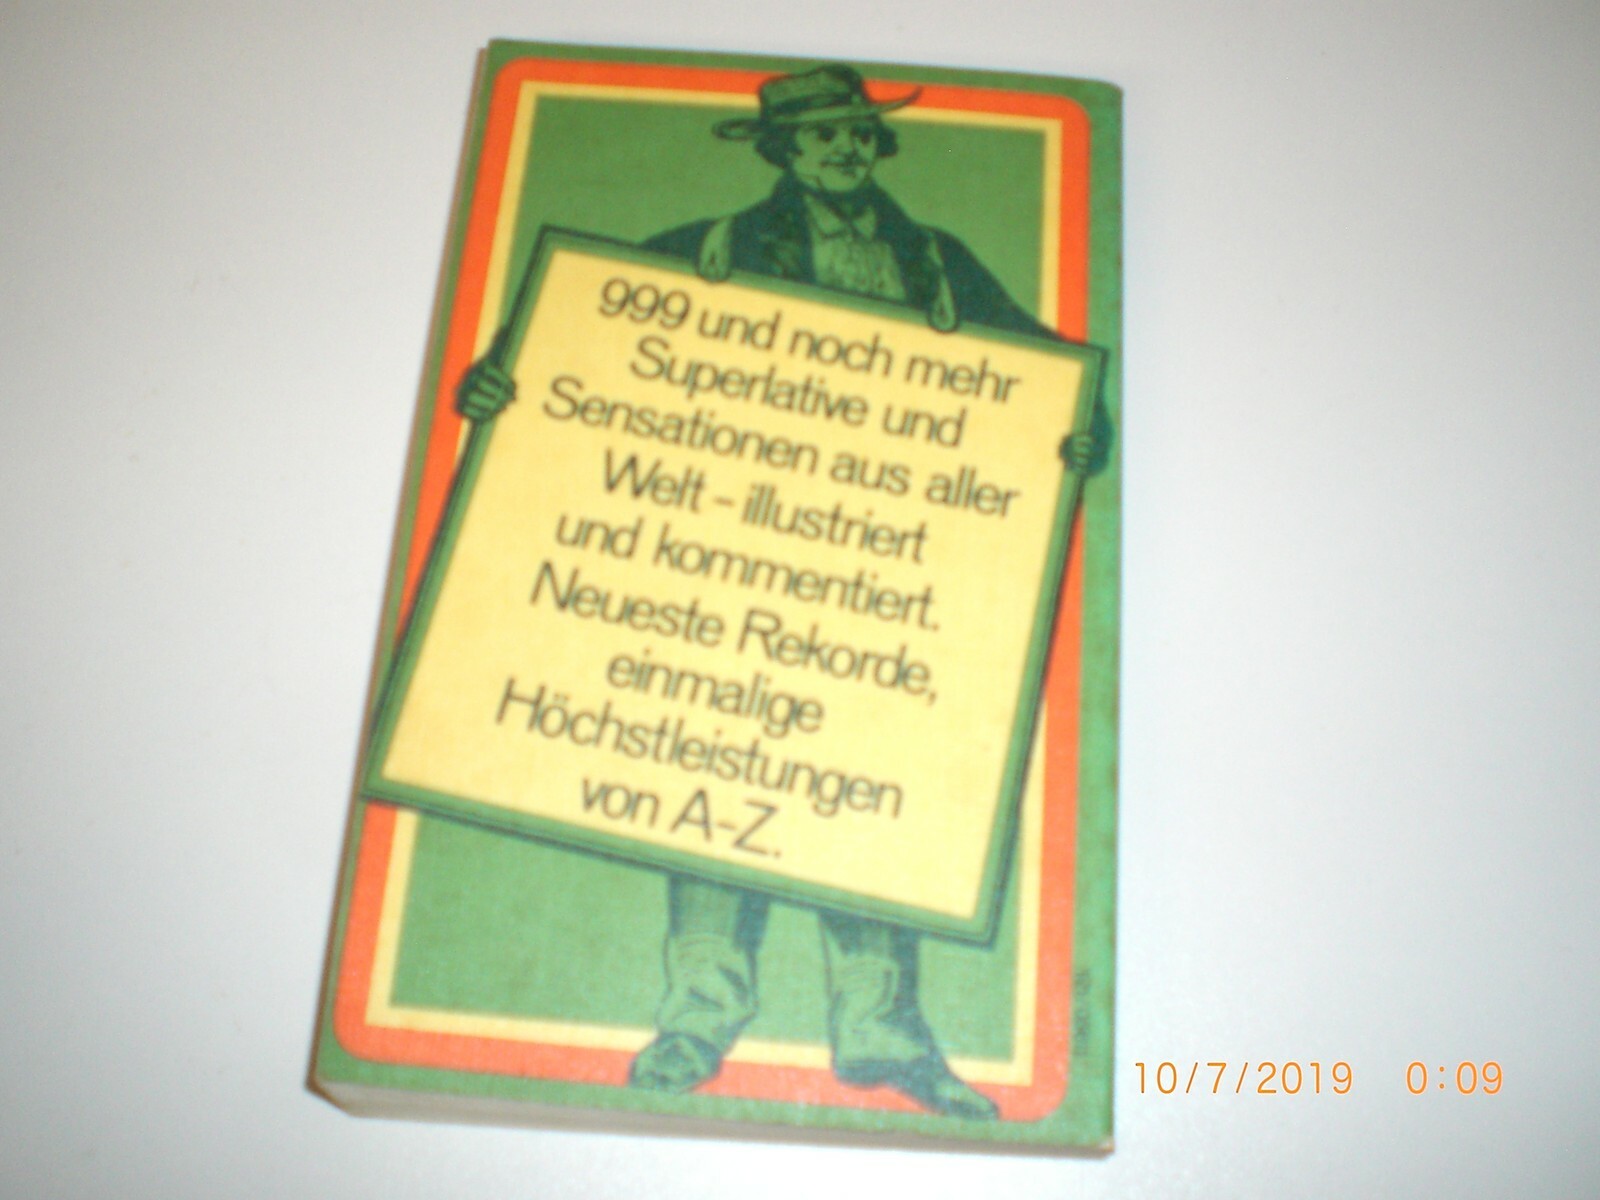 999 und noch mehr
Superlative und
Sensationen aus aller
Welt – illustriert
und kommentiert.
Neueste Rekorde,
einmalige
Höchstleistungen
von A–Z.
10/7/2019 0:09